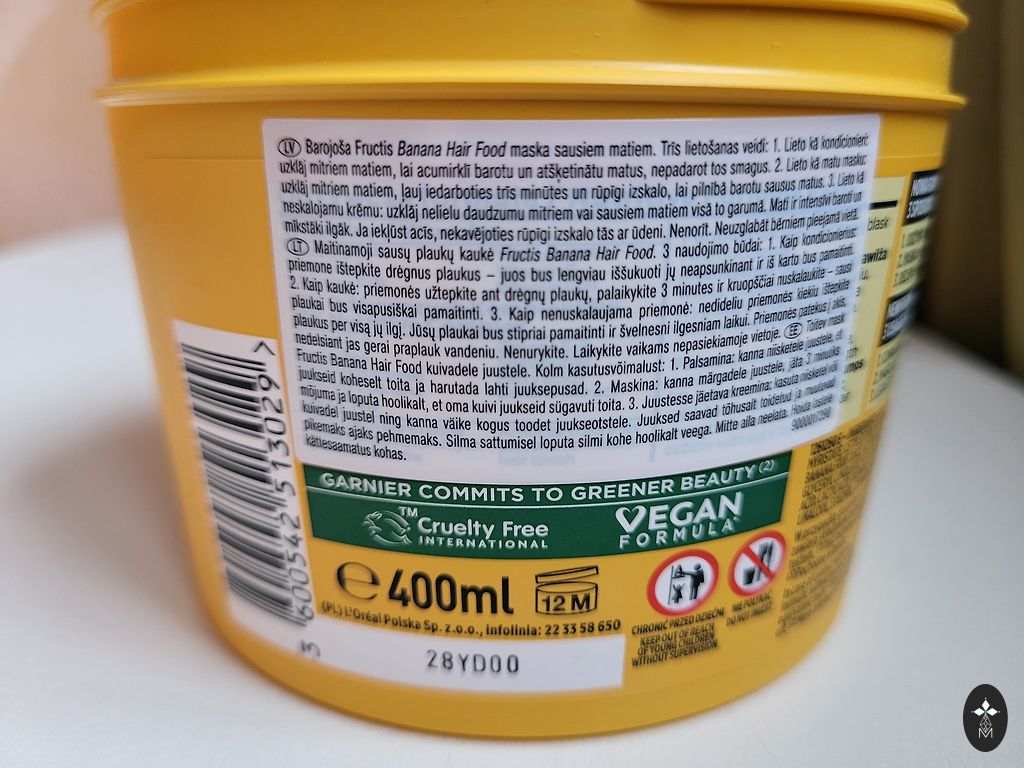 LV Barojoša Fructis Banana Hair Food maska sausiem matiem. Trīs lietošanas veidi: 1. Lieto kā kondicionieri:
uzklāj mitriem matiem, lai acumirklī barotu un atšķetinātu matus, nepadarot tos smagus. 2. Lieto kā matu masku:
uzklāj mitriem matiem, ļauj iedarboties trīs minūtes un rūpīgi izskalo, lai pilnībā barotu sausus matus. 3. Lieto kā
neskalojamu krēmu: uzklāj nelielu daudzumu mitriem vai sausiem matiem visā to garumā. Mati ir intensīvi baroti un
mīkstāki ilgāk. Ja iekļūst acīs, nekavējoties rūpīgi izskalo tās ar ūdeni. Nenorīt. Neuzglabāt bērniem pieejamā vietā.
LT Maitinamoji sausų plaukų kaukė Fructis Banana Hair Food. 3 naudojimo būdai: 1. Kaip kondicionierius:
priemone ištepkite drėgnus plaukus – juos bus lengviau iššukuoti jų neapsunkinant ir iš karto bus pamaitinti.
2. Kaip kaukė: priemonės užtepkite ant drėgnų plaukų, palaikykite 3 minutes ir kruopščiai nuskalaukite – sausi
plaukai bus visapusiškai pamaitinti. 3. Kaip nenuskalaujama priemonė: nedideliu priemonės kiekiu ištepkite
plaukus per visą jų ilgį. Jūsų plaukai bus stipriai pamaitinti ir švelnesni ilgesniam laikui. Priemonės patekus į akis,
nedelsiant jas gerai praplauk vandeniu. Nenurykite. Laikykite vaikams nepasiekiamoje vietoje. EE Toitev mask
Fructis Banana Hair Food kuivadele juustele. Kolm kasutusvõimalust: 1. Palsamina: kanna niisketele juustele, et
juukseid koheselt toita ja harutada lahti juuksepusad. 2. Maskina: kanna märgadele juustele, jäta 3 minutiks
mõjuma ja loputa hoolikalt, et oma kuivi juukseid sügavuti toita. 3. Juustesse jäetava kreemina: kasuta niisketel või
kuivadel juustel ning kanna väike kogus toodet juukseotstele. Juuksed saavad tõhusalt toidetud ja muutuvad
pikemaks ajaks pehmemaks. Silma sattumisel loputa silmi kohe hoolikalt veega. Mitte alla neelata. Hoida lastele
kättesaamatus kohas.
GARNIER COMMITS TO GREENER BEAUTY (2)
Cruelty Free™
INTERNATIONAL
VEGAN
FORMULA
℮ 400ml
12 M
(PL) L'Oréal Polska Sp. z.o.o., infolinia: 22 33 58 650
28YD00
3 600542 513029 >
CHRONIĆ PRZED DZIEĆMI.
KEEP OUT OF REACH
OF YOUNG CHILDREN
WITHOUT SUPERVISION
NIE POŁYKAĆ.
DO NOT INGEST.
M